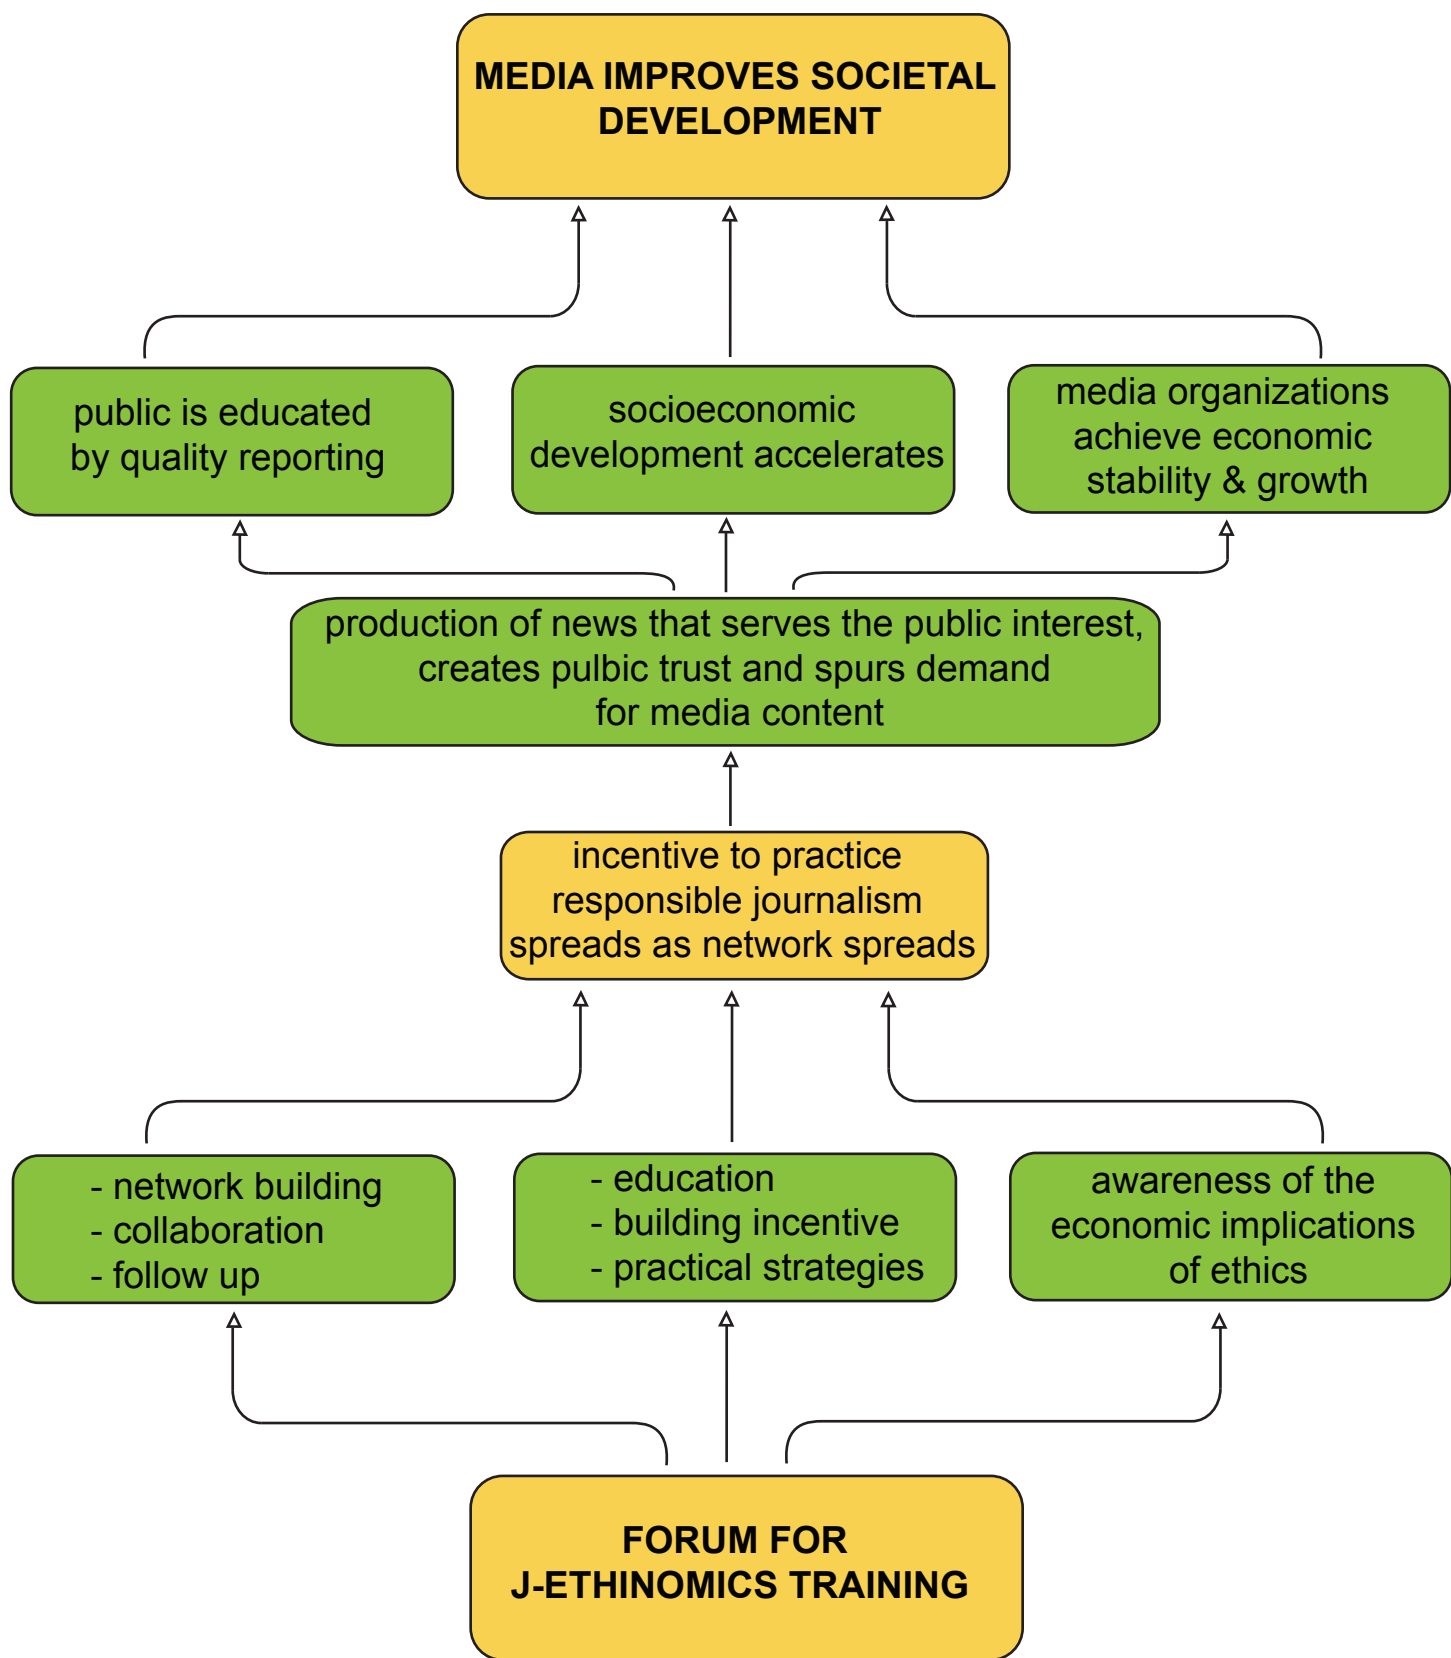 MEDIA IMPROVES SOCIETAL
DEVELOPMENT
public is educated
by quality reporting
socioeconomic
development accelerates
media organizations
achieve economic
stability & growth
production of news that serves the public interest,
creates pulbic trust and spurs demand
for media content
incentive to practice
responsible journalism
spreads as network spreads
- network building
- collaboration
- follow up
- education
- building incentive
- practical strategies
awareness of the
economic implications
of ethics
FORUM FOR
J-ETHINOMICS TRAINING